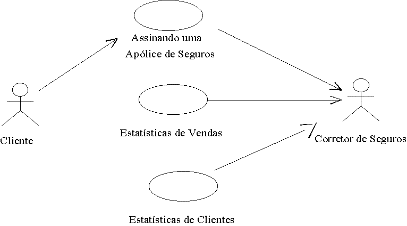 Assinando uma
Apólice de Seguros
Cliente
Estatísticas de Vendas
Corretor de Seguros
Estatísticas de Clientes